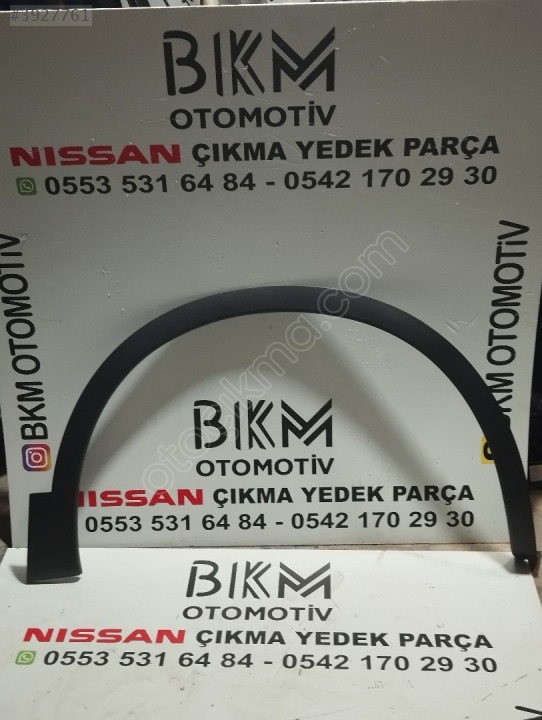 #3927761
BKM
OTOMOTİV
NISSAN ÇIKMA YEDEK PARÇA
0553 531 64 84 - 0542 170 29 30
BKM OTOMOTİV
BKM OTOMOTİV
otocikma.com
BKM
OTOMOTİV
NISSAN ÇIKMA YEDEK PARÇA
0553 531 64 84 - 0542 170 29 30
BKM
OTOMOTİV
NISSAN ÇIKMA YEDEK PARÇA
0553 531 64 84 - 0542 170 29 30